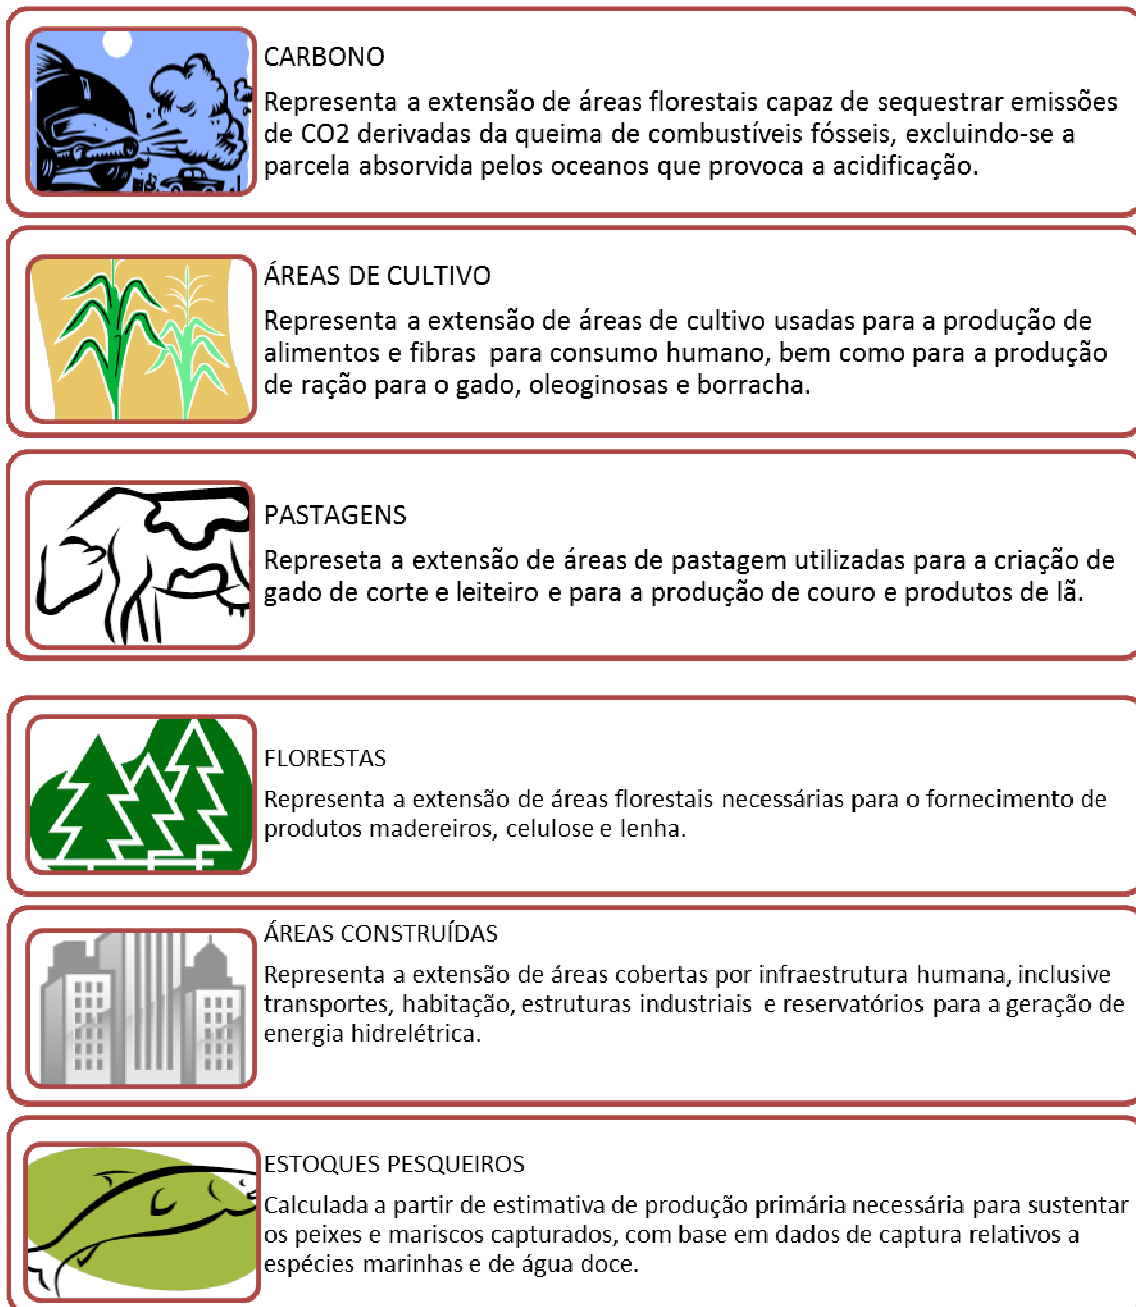 CARBONO
Representa a extensão de áreas florestais capaz de sequestrar emissões
de CO2 derivadas da queima de combustíveis fósseis, excluindo-se a
parcela absorvida pelos oceanos que provoca a acidificação.
ÁREAS DE CULTIVO
Representa a extensão de áreas de cultivo usadas para a produção de
alimentos e fibras para consumo humano, bem como para a produção
de ração para o gado, oleoginosas e borracha.
PASTAGENS
Represeta a extensão de áreas de pastagem utilizadas para a criação de
gado de corte e leiteiro e para a produção de couro e produtos de lã.
FLORESTAS
Representa a extensão de áreas florestais necessárias para o fornecimento de
produtos madereiros, celulose e lenha.
ÁREAS CONSTRUÍDAS
Representa a extensão de áreas cobertas por infraestrutura humana, inclusive
transportes, habitação, estruturas industriais e reservatórios para a geração de
energia hidrelétrica.
ESTOQUES PESQUEIROS
Calculada a partir de estimativa de produção primária necessária para sustentar
os peixes e mariscos capturados, com base em dados de captura relativos a
espécies marinhas e de água doce.